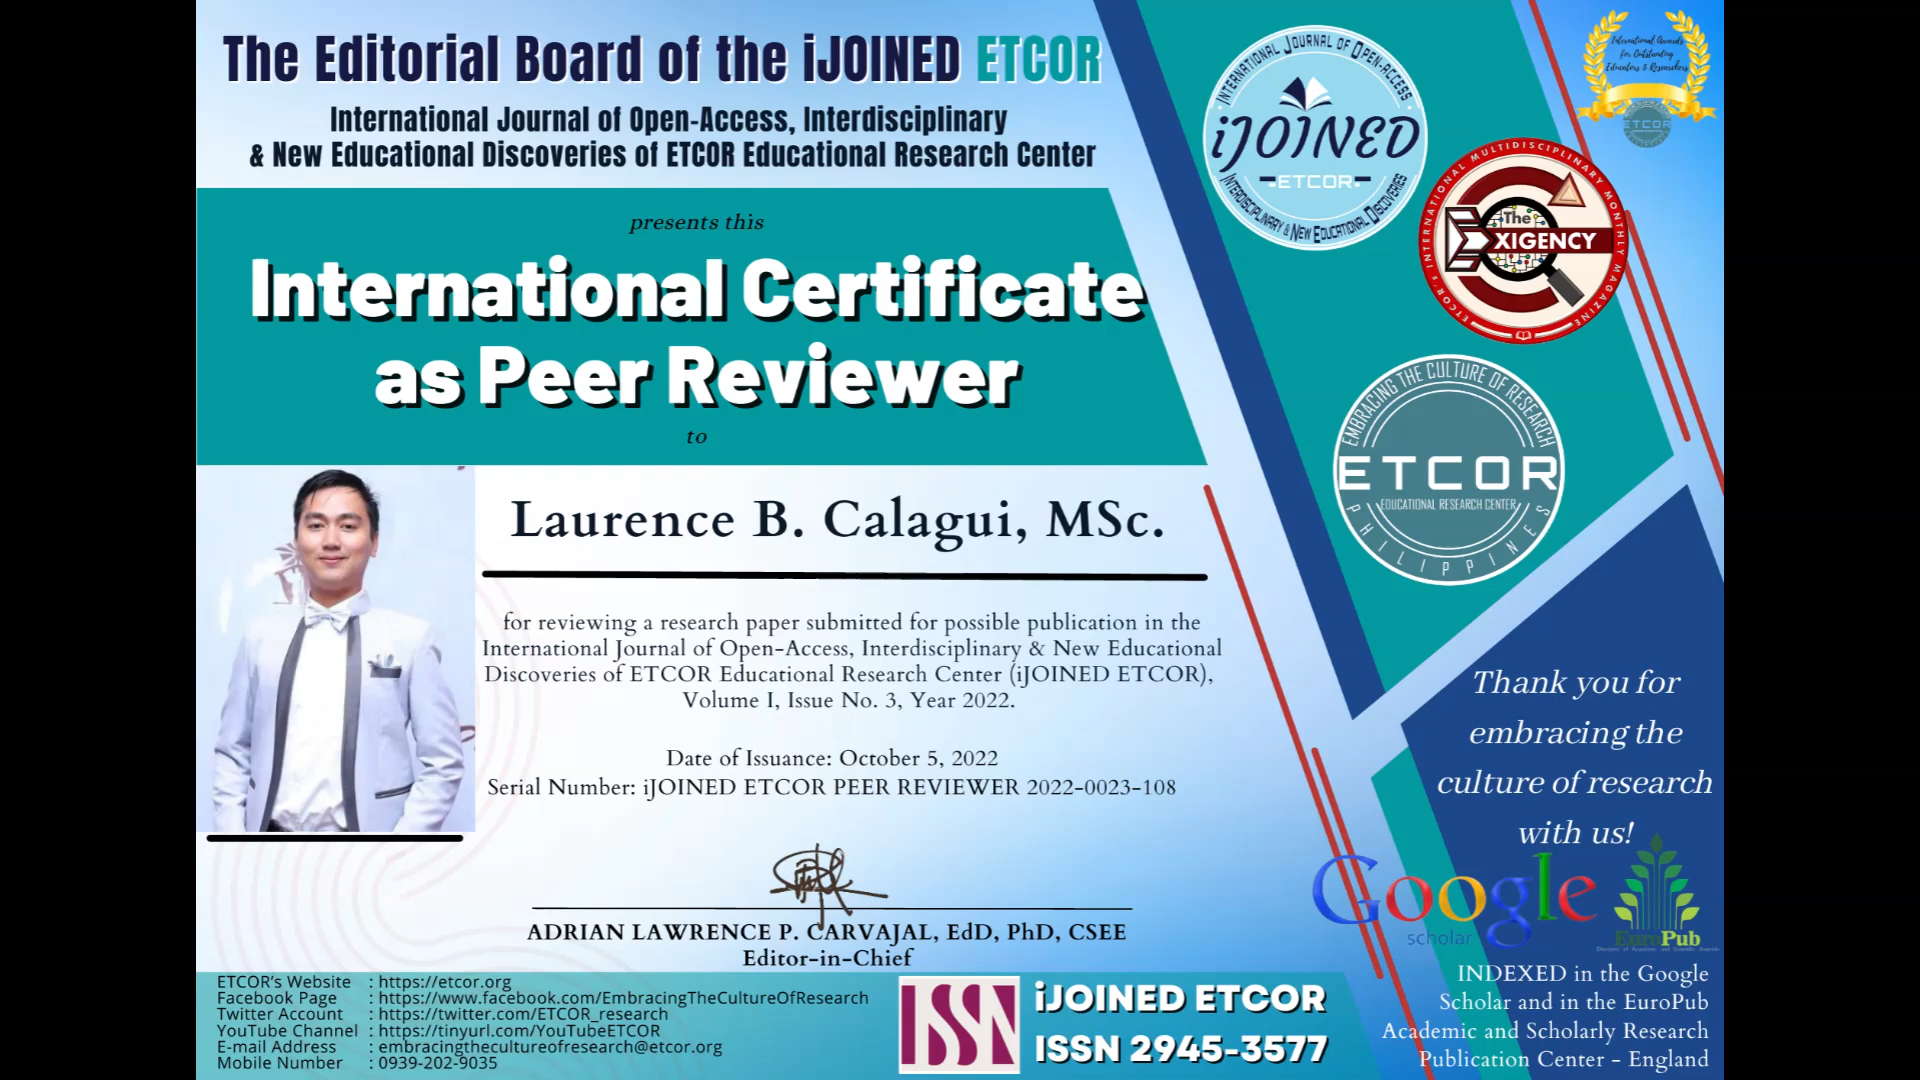 The Editorial Board of the iJOINED ETCOR
International Journal of Open-Access, Interdisciplinary
& New Educational Discoveries of ETCOR Educational Research Center
presents this
International Certificate
as Peer Reviewer
to
Laurence B. Calagui, MSc.
for reviewing a research paper submitted for possible publication in the
International Journal of Open-Access, Interdisciplinary & New Educational
Discoveries of ETCOR Educational Research Center (iJOINED ETCOR),
Volume I, Issue No. 3, Year 2022.
Date of Issuance: October 5, 2022
Serial Number: iJOINED ETCOR PEER REVIEWER 2022-0023-108
ADRIAN LAWRENCE P. CARVAJAL, EdD, PhD, CSEE
Editor-in-Chief
ETCOR's Website : https://etcor.org
Facebook Page : https://www.facebook.com/EmbracingTheCultureOfResearch
Twitter Account : https://twitter.com/ETCOR_research
YouTube Channel : https://tinyurl.com/YouTubeETCOR
E-mail Address : embracingthecultureofresearch@etcor.org
Mobile Number : 0939-202-9035
ISSN
iJOINED ETCOR
ISSN 2945-3577
INTERNATIONAL JOURNAL OF OPEN-ACCESS
iJOINED
ETCOR
INTERDISCIPLINARY & NEW EDUCATIONAL DISCOVERIES
International Awards
for Outstanding
Educators & Researchers
ETCOR
ETCOR's INTERNATIONAL MULTIDISCIPLINARY MONTHLY MAGAZINE
The
EXIGENCY
EMBRACING THE CULTURE OF RESEARCH
ETCOR
EDUCATIONAL RESEARCH CENTER
PHILIPPINES
Thank you for
embracing the
culture of research
with us!
Google
scholar
EuroPub
INDEXED in the Google
Scholar and in the EuroPub
Academic and Scholarly Research
Publication Center - England